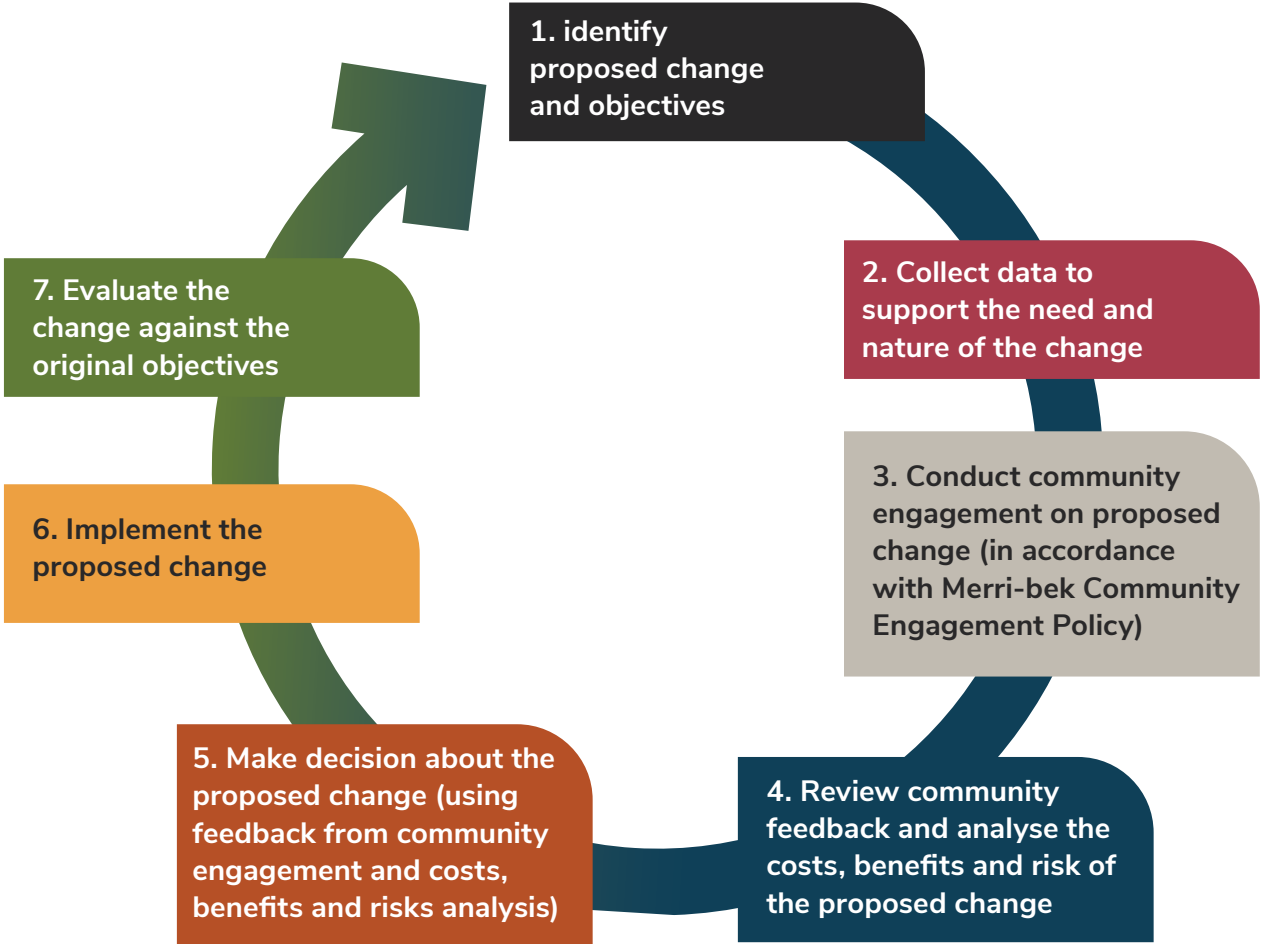 1. identify
proposed change
and objectives
2. Collect data to
support the need and
nature of the change
3. Conduct community
engagement on proposed
change (in accordance
with Merri-bek Community
Engagement Policy)
4. Review community
feedback and analyse the
costs, benefits and risk of
the proposed change
5. Make decision about the
proposed change (using
feedback from community
engagement and costs,
benefits and risks analysis)
6. Implement the
proposed change
7. Evaluate the
change against the
original objectives